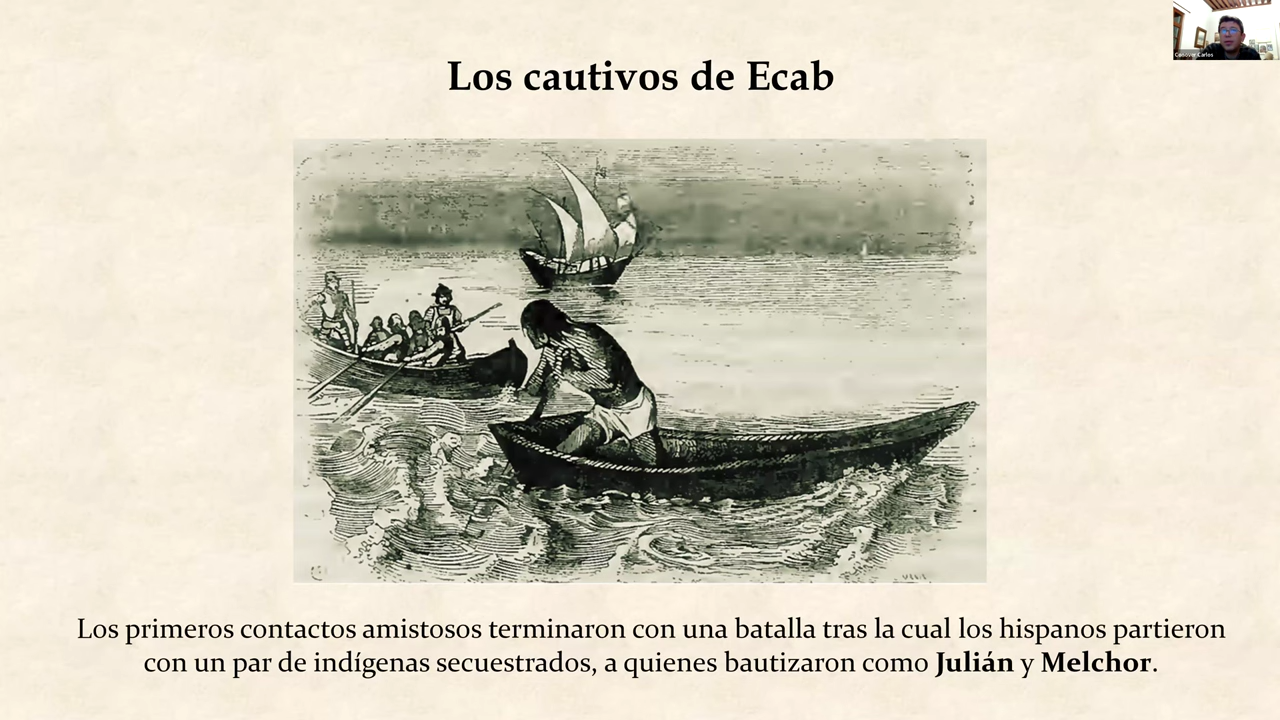 Los cautivos de Ecab
Los primeros contactos amistosos terminaron con una batalla tras la cual los hispanos partieron
con un par de indígenas secuestrados, a quienes bautizaron como Julián y Melchor.
Carlos